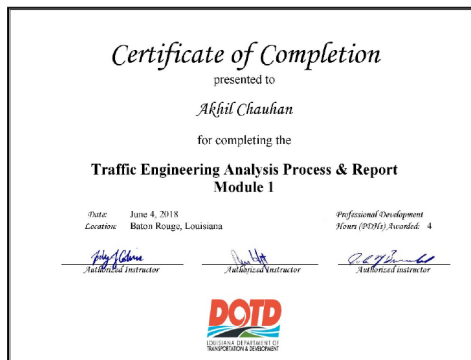 Certificate of Completion
presented to
Akhil Chauhan
for completing the
Traffic Engineering Analysis Process & Report
Module 1
Date: June 4, 2018
Location: Baton Rouge, Louisiana
Professional Development
Hours (PDHs) Awarded: 4
Authorized Instructor
Authorized Instructor
Authorized Instructor
DOTD
LOUISIANA DEPARTMENT OF
TRANSPORTATION & DEVELOPMENT